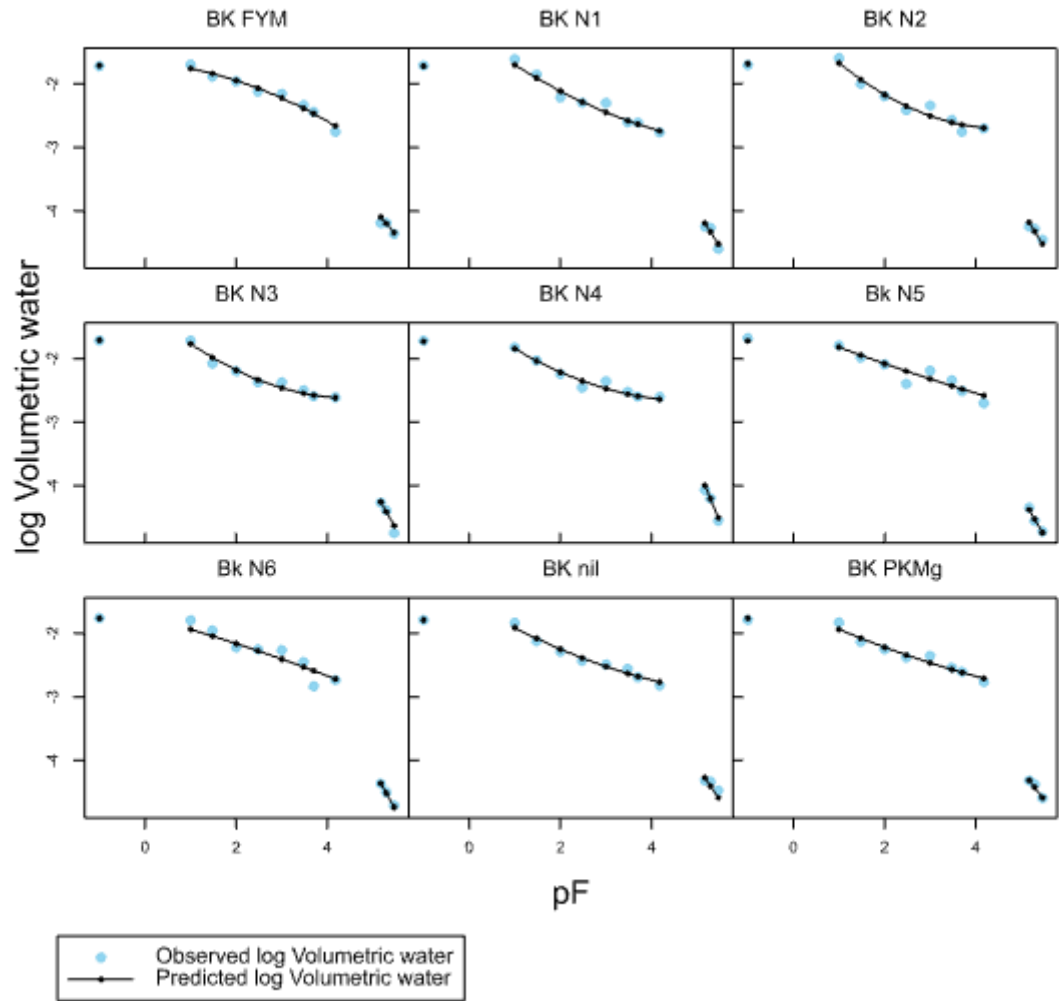 BK FYM BK N1 BK N2
-2
-3
-4
BK N3 BK N4 Bk N5
-2
-3
-4
Bk N6 BK nil BK PKMg
-2
-3
-4
0 2 4 0 2 4 0 2 4
log Volumetric water
pF
Observed log Volumetric water
Predicted log Volumetric water